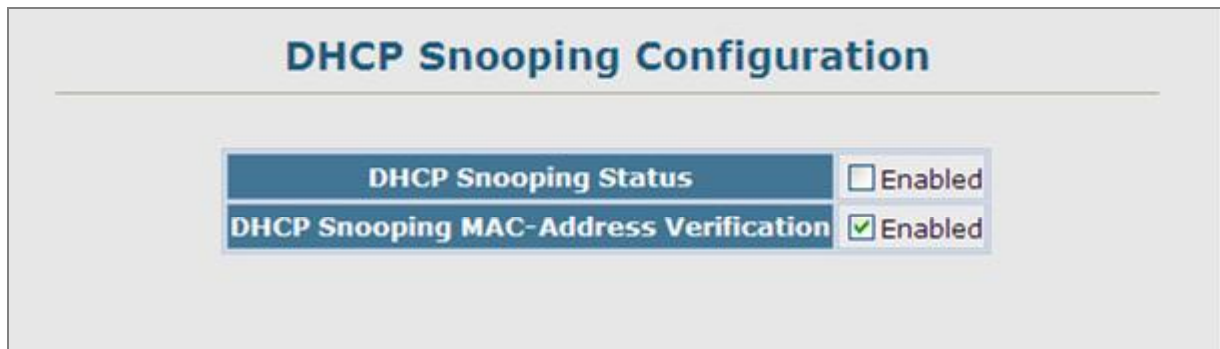 DHCP Snooping Configuration
DHCP Snooping Status Enabled
DHCP Snooping MAC-Address Verification Enabled